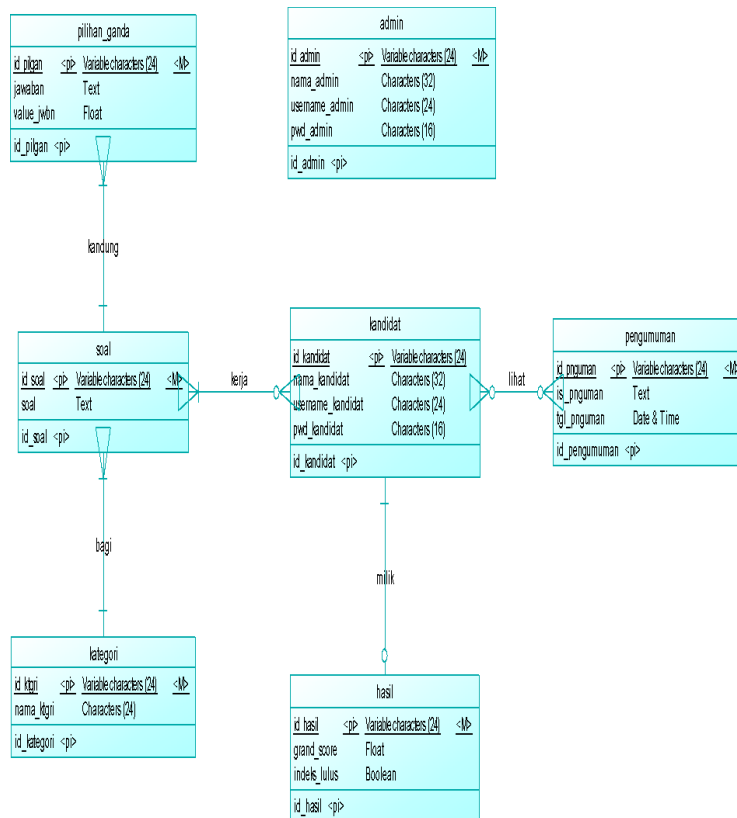 pilihan_ganda
id_pilgan <pi> Variable characters (24) <M>
jawaban Text
value_jwbn Float
id_pilgan <pi>
admin
id_admin <pi> Variable characters (24) <M>
nama_admin Characters (32)
username_admin Characters (24)
pwd_admin Characters (16)
id_admin <pi>
kandung
soal
id_soal <pi> Variable characters (24) <M>
soal Text
id_soal <pi>
kerja
kandidat
id_kandidat <pi> Variable characters (24)
nama_kandidat Characters (32)
username_kandidat Characters (24)
pwd_kandidat Characters (16)
id_kandidat <pi>
lihat
pengumuman
id_pnguman <pi> Variable characters (24) <M>
isi_pnguman Text
tgl_pnguman Date & Time
id_pengumuman <pi>
bagi
milik
kategori
id_ktgri <pi> Variable characters (24) <M>
nama_ktgri Characters (24)
id_kategori <pi>
hasil
id_hasil <pi> Variable characters (24) <M>
grand_score Float
indeks_lulus Boolean
id_hasil <pi>